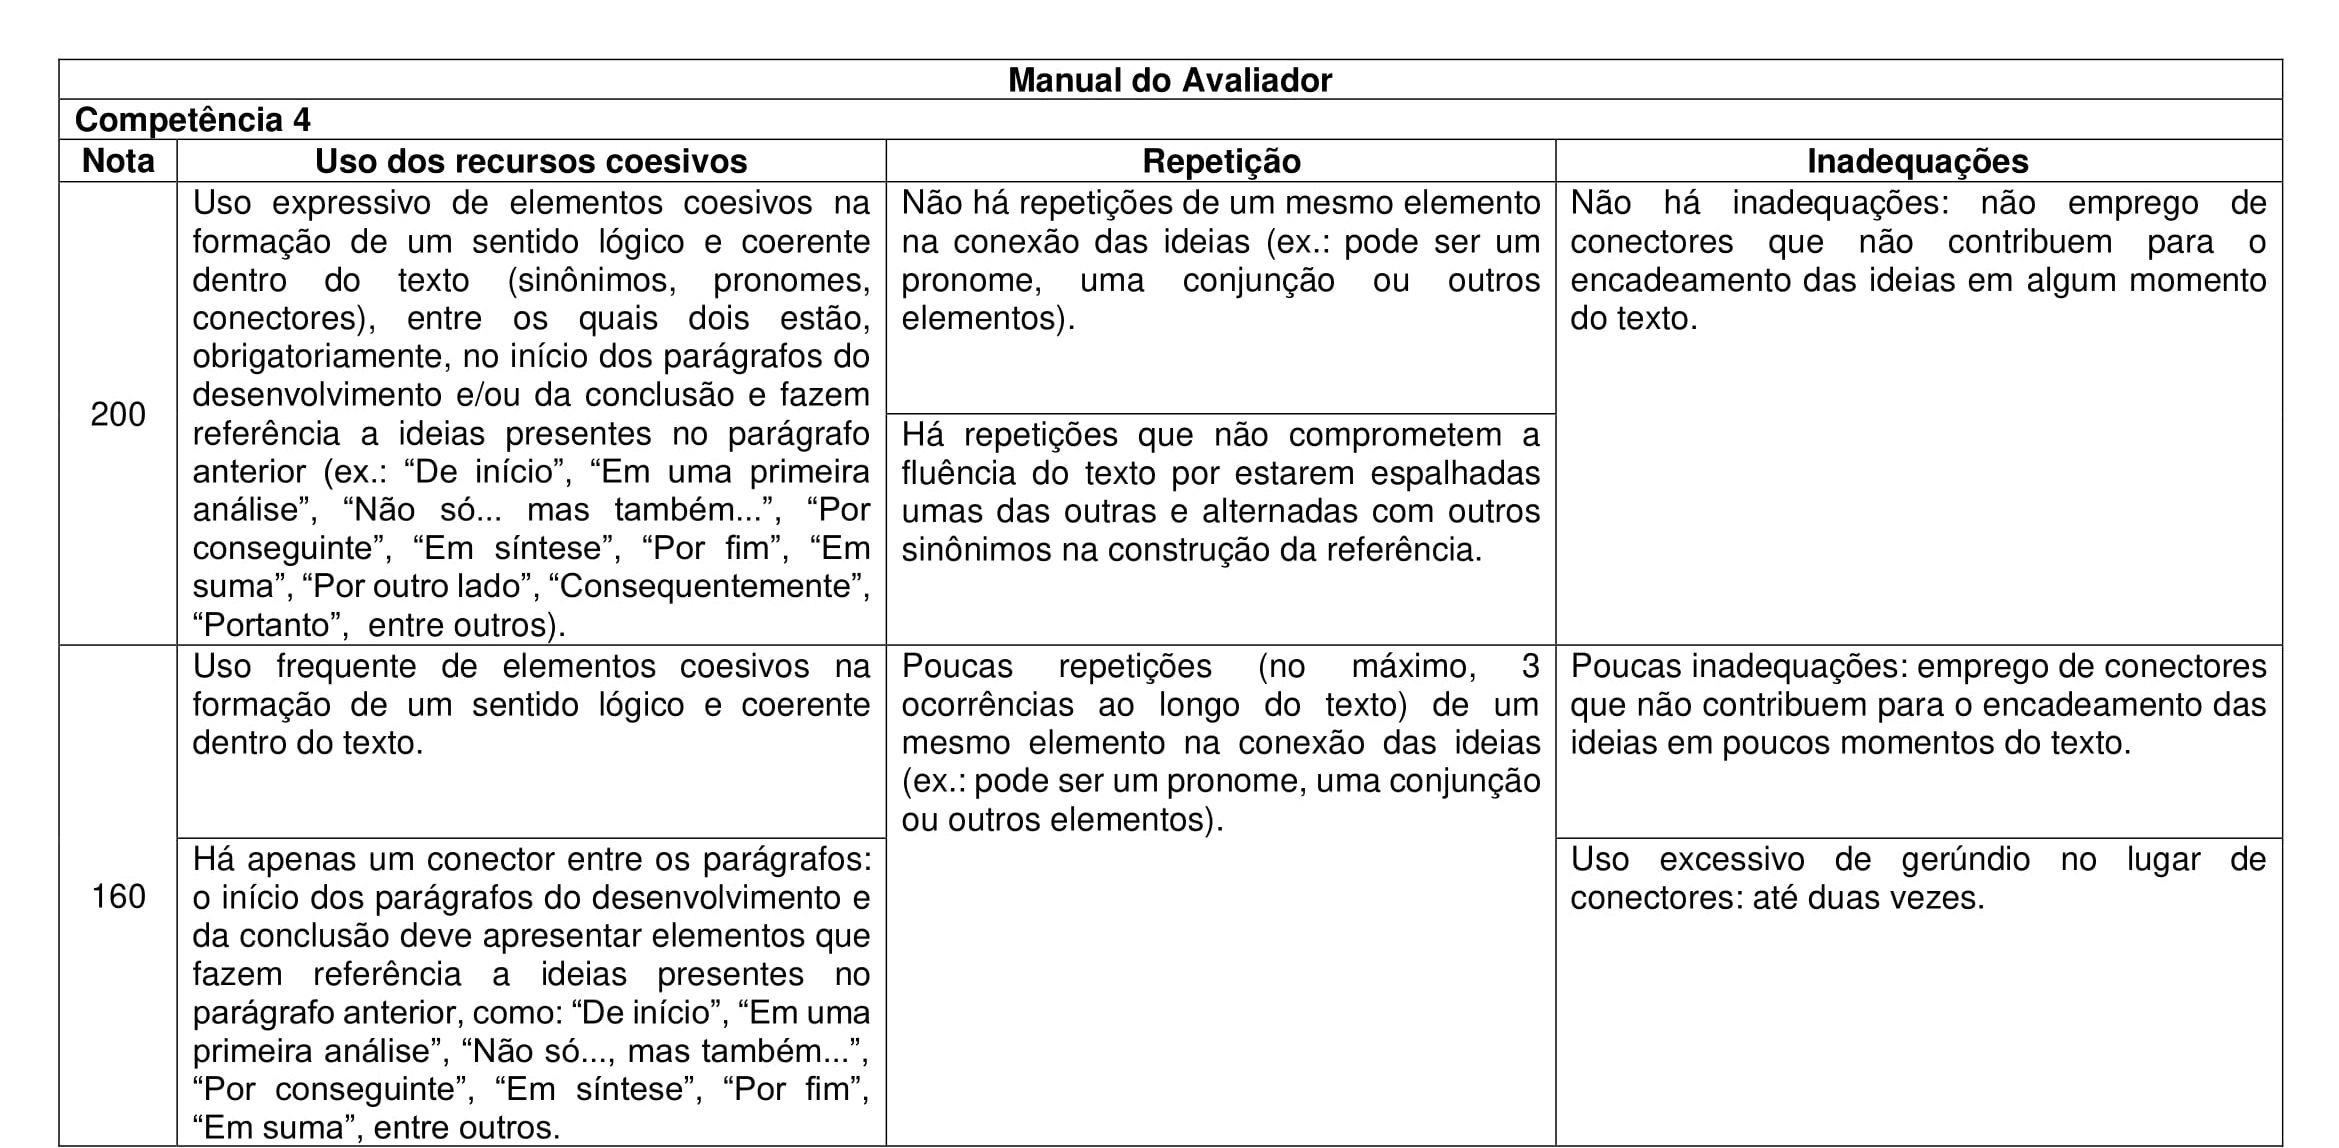 Manual do Avaliador
Competência 4
Nota
Uso dos recursos coesivos
Repetição
Inadequações
200
Uso expressivo de elementos coesivos na
formação de um sentido lógico e coerente
dentro do texto (sinônimos, pronomes,
conectores), entre os quais dois estão,
obrigatoriamente, no início dos parágrafos do
desenvolvimento e/ou da conclusão e fazem
referência a ideias presentes no parágrafo
anterior (ex.: “De início”, “Em uma primeira
análise”, “Não só... mas também...”, “Por
conseguinte”, “Em síntese”, “Por fim”, “Em
suma”, “Por outro lado”, “Consequentemente”,
“Portanto”, entre outros).
Não há repetições de um mesmo elemento
na conexão das ideias (ex.: pode ser um
pronome, uma conjunção ou outros
elementos).
Há repetições que não comprometem a
fluência do texto por estarem espalhadas
umas das outras e alternadas com outros
sinônimos na construção da referência.
Não há inadequações: não emprego de
conectores que não contribuem para o
encadeamento das ideias em algum momento
do texto.
160
Uso frequente de elementos coesivos na
formação de um sentido lógico e coerente
dentro do texto.
Há apenas um conector entre os parágrafos:
o início dos parágrafos do desenvolvimento e
da conclusão deve apresentar elementos que
fazem referência a ideias presentes no
parágrafo anterior, como: “De início”, “Em uma
primeira análise”, “Não só..., mas também...”,
“Por conseguinte”, “Em síntese”, “Por fim”,
“Em suma”, entre outros.
Poucas repetições (no máximo, 3
ocorrências ao longo do texto) de um
mesmo elemento na conexão das ideias
(ex.: pode ser um pronome, uma conjunção
ou outros elementos).
Poucas inadequações: emprego de conectores
que não contribuem para o encadeamento das
ideias em poucos momentos do texto.
Uso excessivo de gerúndio no lugar de
conectores: até duas vezes.